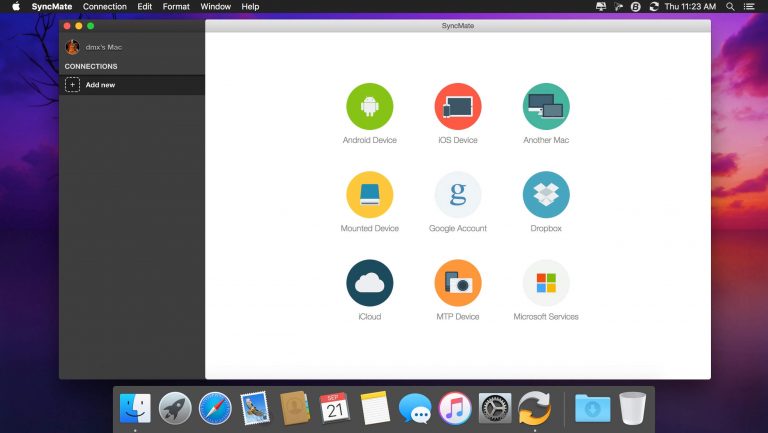 SyncMate Connection Edit Format Window Help Thu 11:23 AM
SyncMate
dmx's Mac
CONNECTIONS
+ Add new
Android Device iOS Device Another Mac
g
Mounted Device Google Account Dropbox
iCloud MTP Device Microsoft Services
SEP
21